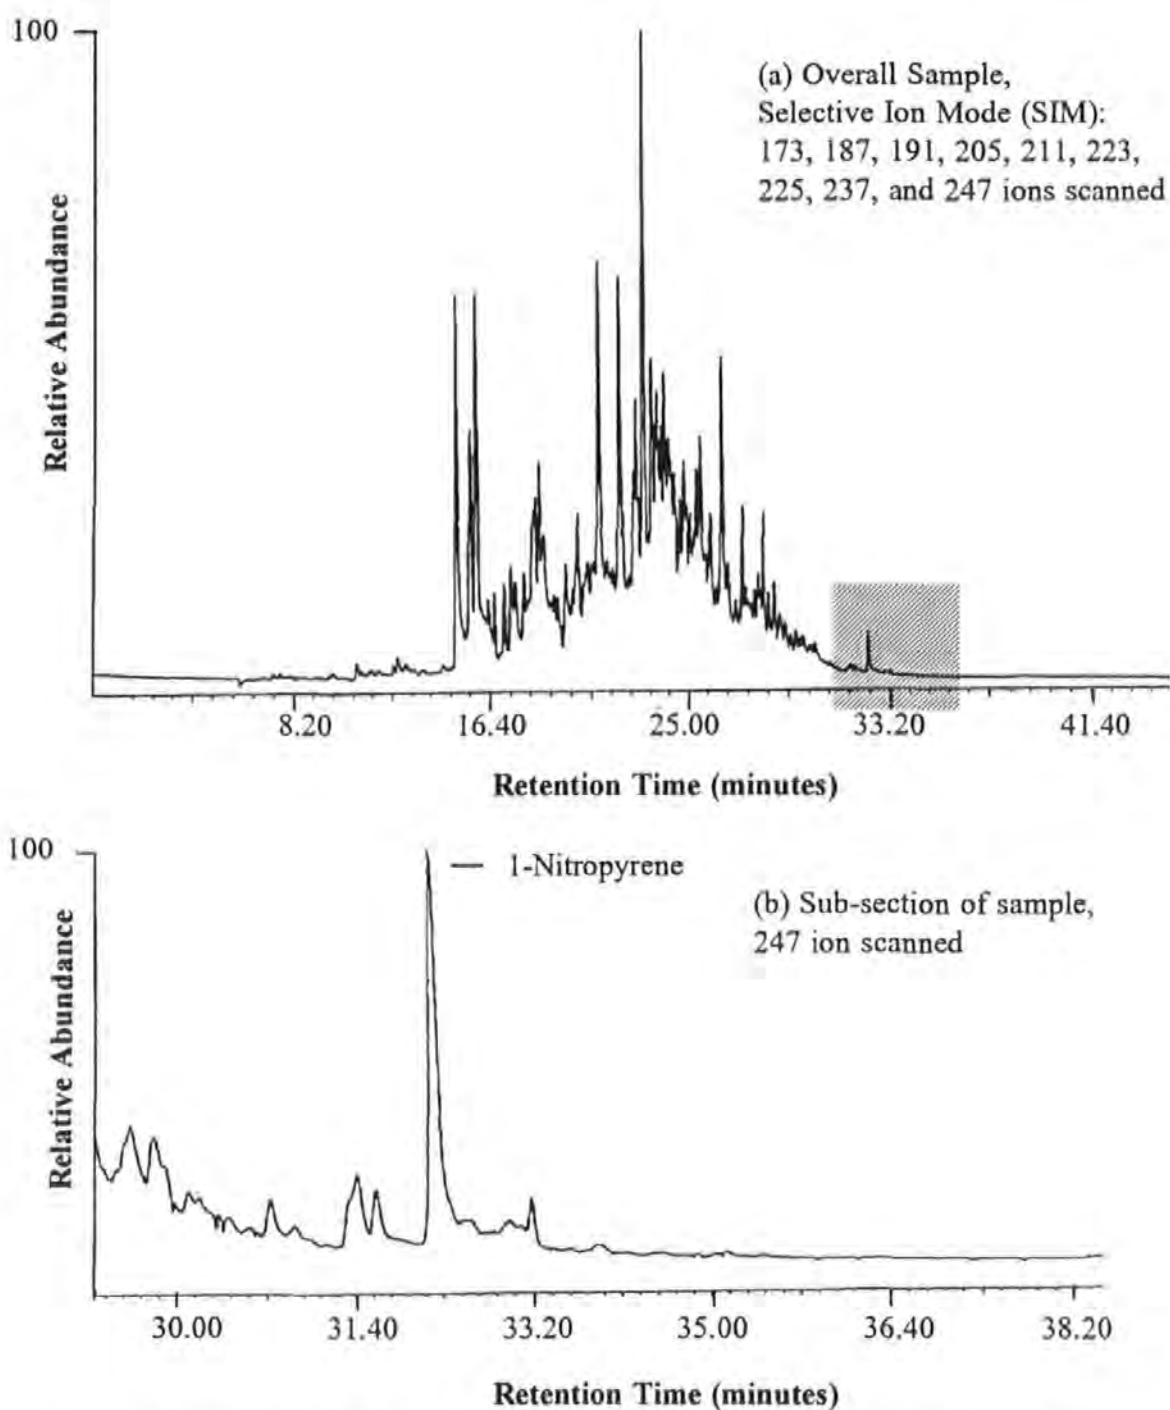 100
(a) Overall Sample,
Selective Ion Mode (SIM):
173, 187, 191, 205, 211, 223,
225, 237, and 247 ions scanned
Relative Abundance
8.20 16.40 25.00 33.20 41.40
Retention Time (minutes)
100
1-Nitropyrene
(b) Sub-section of sample,
247 ion scanned
Relative Abundance
30.00 31.40 33.20 35.00 36.40 38.20
Retention Time (minutes)